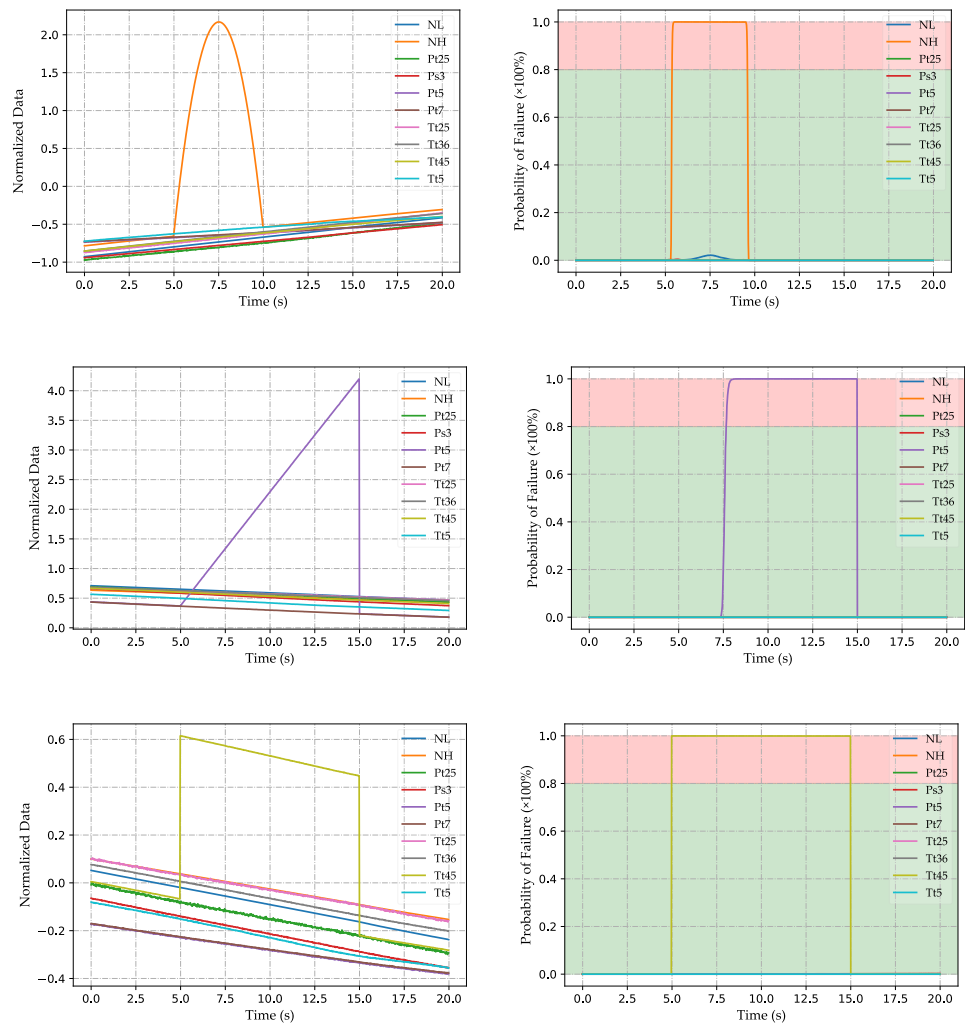 Normalized Data
2.0
1.5
1.0
0.5
0.0
−0.5
−1.0
0.0 2.5 5.0 7.5 10.0 12.5 15.0 17.5 20.0
Time (s)
NL
NH
Pt25
Ps3
Pt5
Pt7
Tt25
Tt36
Tt45
Tt5
Probability of Failure (×100%)
1.0
0.8
0.6
0.4
0.2
0.0
0.0 2.5 5.0 7.5 10.0 12.5 15.0 17.5 20.0
Time (s)
NL
NH
Pt25
Ps3
Pt5
Pt7
Tt25
Tt36
Tt45
Tt5
Normalized Data
4.0
3.5
3.0
2.5
2.0
1.5
1.0
0.5
0.0
0.0 2.5 5.0 7.5 10.0 12.5 15.0 17.5 20.0
Time (s)
NL
NH
Pt25
Ps3
Pt5
Pt7
Tt25
Tt36
Tt45
Tt5
Probability of Failure (×100%)
1.0
0.8
0.6
0.4
0.2
0.0
0.0 2.5 5.0 7.5 10.0 12.5 15.0 17.5 20.0
Time (s)
NL
NH
Pt25
Ps3
Pt5
Pt7
Tt25
Tt36
Tt45
Tt5
Normalized Data
0.6
0.4
0.2
0.0
−0.2
−0.4
0.0 2.5 5.0 7.5 10.0 12.5 15.0 17.5 20.0
Time (s)
NL
NH
Pt25
Ps3
Pt5
Pt7
Tt25
Tt36
Tt45
Tt5
Probability of Failure (×100%)
1.0
0.8
0.6
0.4
0.2
0.0
0.0 2.5 5.0 7.5 10.0 12.5 15.0 17.5 20.0
Time (s)
NL
NH
Pt25
Ps3
Pt5
Pt7
Tt25
Tt36
Tt45
Tt5